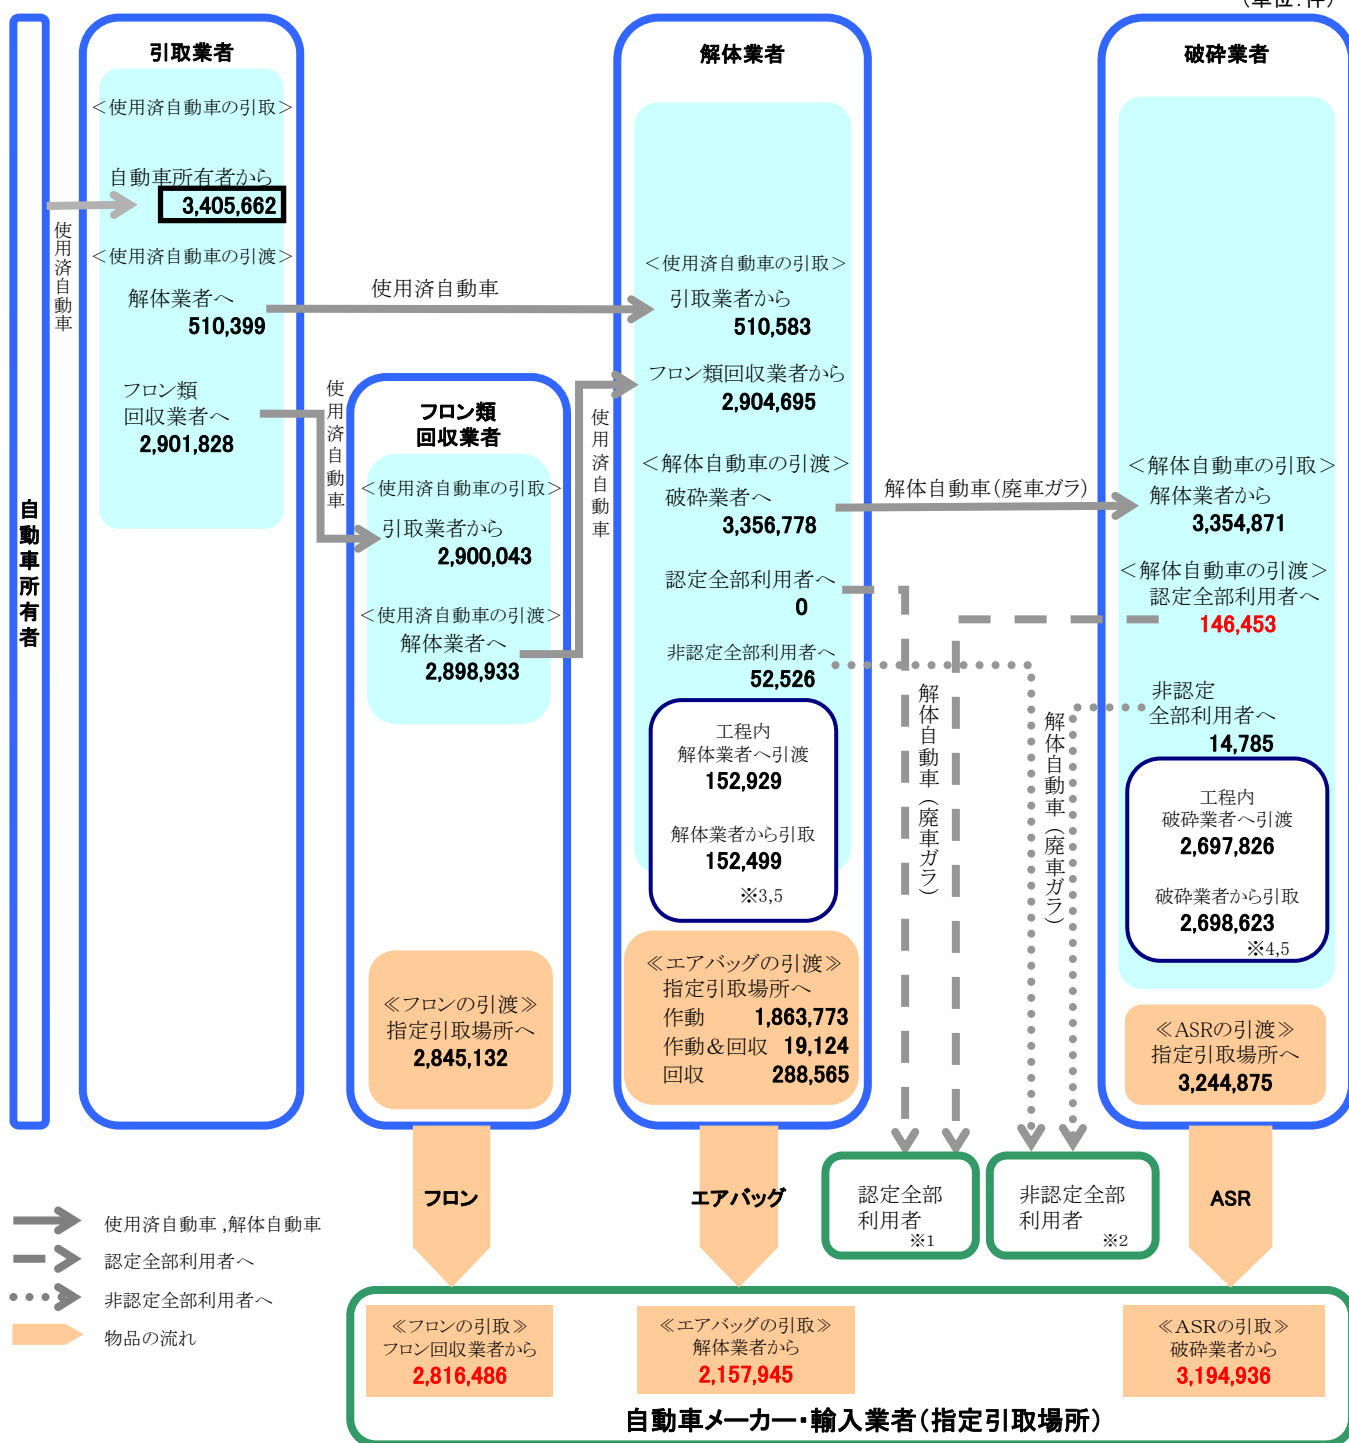 (単位:件)
自動車所有者
使用済自動車
引取業者
＜使用済自動車の引取＞
自動車所有者から
3,405,662
＜使用済自動車の引渡＞
解体業者へ
510,399
フロン類
回収業者へ
2,901,828
使用済自動車
使用済自動車
フロン類
回収業者
＜使用済自動車の引取＞
引取業者から
2,900,043
＜使用済自動車の引渡＞
解体業者へ
2,898,933
≪フロンの引渡≫
指定引取場所へ
2,845,132
使用済自動車
解体業者
＜使用済自動車の引取＞
引取業者から
510,583
フロン類回収業者から
2,904,695
＜解体自動車の引渡＞
破砕業者へ
3,356,778
認定全部利用者へ
0
非認定全部利用者へ
52,526
工程内
解体業者へ引渡
152,929
解体業者から引取
152,499
※3,5
≪エアバッグの引渡≫
指定引取場所へ
作動 1,863,773
作動＆回収 19,124
回収 288,565
解体自動車(廃車ガラ)
解体自動車(廃車ガラ)
解体自動車(廃車ガラ)
破砕業者
＜解体自動車の引取＞
解体業者から
3,354,871
＜解体自動車の引渡＞
認定全部利用者へ
146,453
非認定
全部利用者へ
14,785
工程内
破砕業者へ引渡
2,697,826
破砕業者から引取
2,698,623
※4,5
≪ASRの引渡≫
指定引取場所へ
3,244,875
フロン
エアバッグ
認定全部
利用者
※1
非認定全部
利用者
※2
ASR
使用済自動車,解体自動車
認定全部利用者へ
非認定全部利用者へ
物品の流れ
≪フロンの引取≫
フロン回収業者から
2,816,486
≪エアバッグの引取≫
解体業者から
2,157,945
≪ASRの引取≫
破砕業者から
3,194,936
自動車メーカー・輸入業者(指定引取場所)